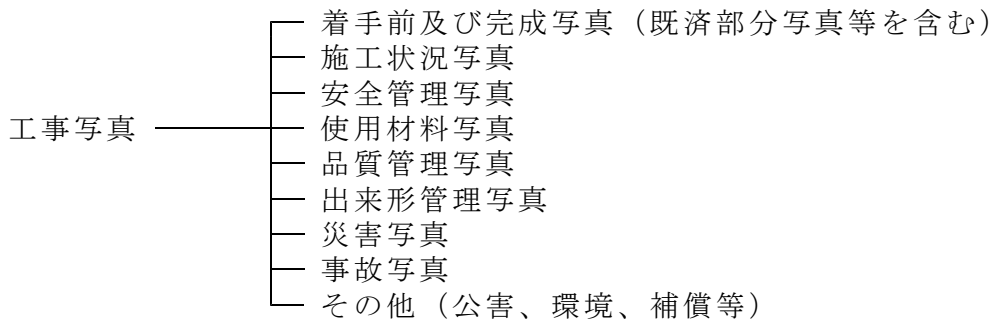 着手前及び完成写真（既済部分写真等を含む）
施工状況写真
安全管理写真
工事写真 使用材料写真
品質管理写真
出来形管理写真
災害写真
事故写真
その他（公害、環境、補償等）